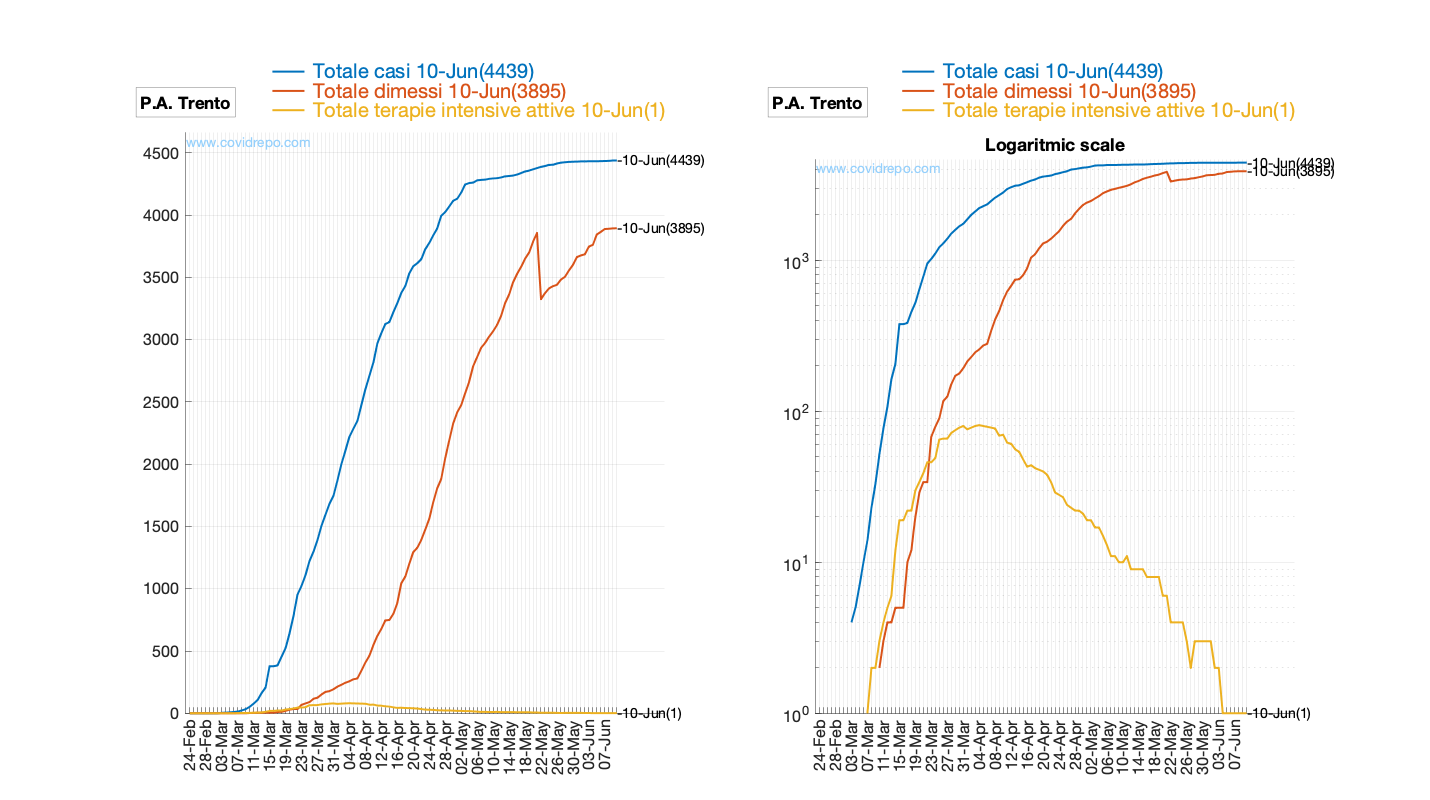 P.A. Trento
Totale casi 10-Jun(4439)
Totale dimessi 10-Jun(3895)
Totale terapie intensive attive 10-Jun(1)
www.covidrepo.com
4500
4000
3500
3000
2500
2000
1500
1000
500
0
-10-Jun(4439)
-10-Jun(3895)
-10-Jun(1)
24-Feb
28-Feb
03-Mar
07-Mar
11-Mar
15-Mar
19-Mar
23-Mar
27-Mar
31-Mar
04-Apr
08-Apr
12-Apr
16-Apr
20-Apr
24-Apr
28-Apr
02-May
06-May
10-May
14-May
18-May
22-May
26-May
30-May
03-Jun
07-Jun
P.A. Trento
Totale casi 10-Jun(4439)
Totale dimessi 10-Jun(3895)
Totale terapie intensive attive 10-Jun(1)
Logaritmic scale
www.covidrepo.com
10^3
10^2
10^1
10^0
-10-Jun(4439)
-10-Jun(3895)
-10-Jun(1)
24-Feb
28-Feb
03-Mar
07-Mar
11-Mar
15-Mar
19-Mar
23-Mar
27-Mar
31-Mar
04-Apr
08-Apr
12-Apr
16-Apr
20-Apr
24-Apr
28-Apr
02-May
06-May
10-May
14-May
18-May
22-May
26-May
30-May
03-Jun
07-Jun